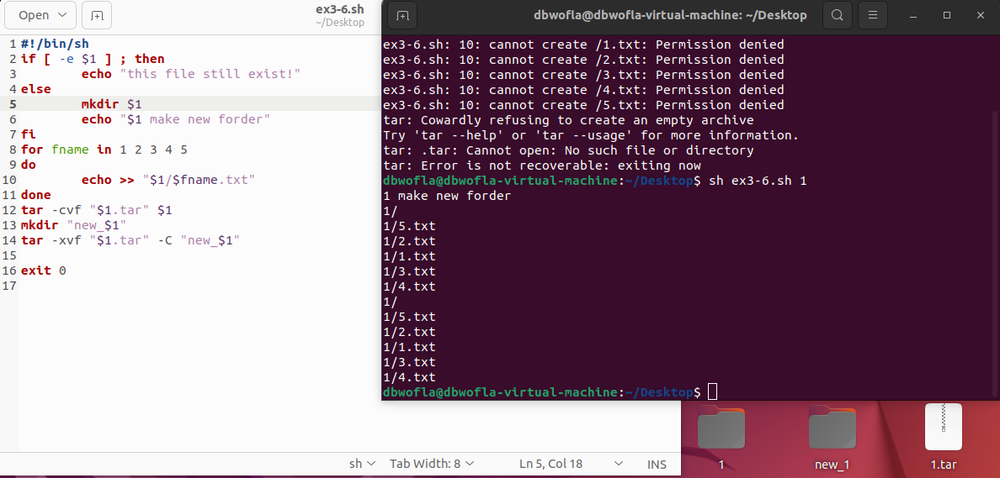 Open
ex3-6.sh
~/Desktop
1 #!/bin/sh
2 if [ -e $1 ] ; then
3         echo "this file still exist!"
4 else
5         mkdir $1
6         echo "$1 make new forder"
7 fi
8 for fname in 1 2 3 4 5
9 do
10         echo >> "$1/$fname.txt"
11 done
12 tar -cvf "$1.tar" $1
13 mkdir "new_$1"
14 tar -xvf "$1.tar" -C "new_$1"
15
16 exit 0
17
sh
Tab Width: 8
Ln 5, Col 18
INS
dbwofla@dbwofla-virtual-machine: ~/Desktop
ex3-6.sh: 10: cannot create /1.txt: Permission denied
ex3-6.sh: 10: cannot create /2.txt: Permission denied
ex3-6.sh: 10: cannot create /3.txt: Permission denied
ex3-6.sh: 10: cannot create /4.txt: Permission denied
ex3-6.sh: 10: cannot create /5.txt: Permission denied
tar: Cowardly refusing to create an empty archive
Try 'tar --help' or 'tar --usage' for more information.
tar: .tar: Cannot open: No such file or directory
tar: Error is not recoverable: exiting now
dbwofla@dbwofla-virtual-machine:~/Desktop$ sh ex3-6.sh 1
1 make new forder
1/
1/5.txt
1/2.txt
1/1.txt
1/3.txt
1/4.txt
1/
1/5.txt
1/2.txt
1/1.txt
1/3.txt
1/4.txt
dbwofla@dbwofla-virtual-machine:~/Desktop$
1
new_1
1.tar